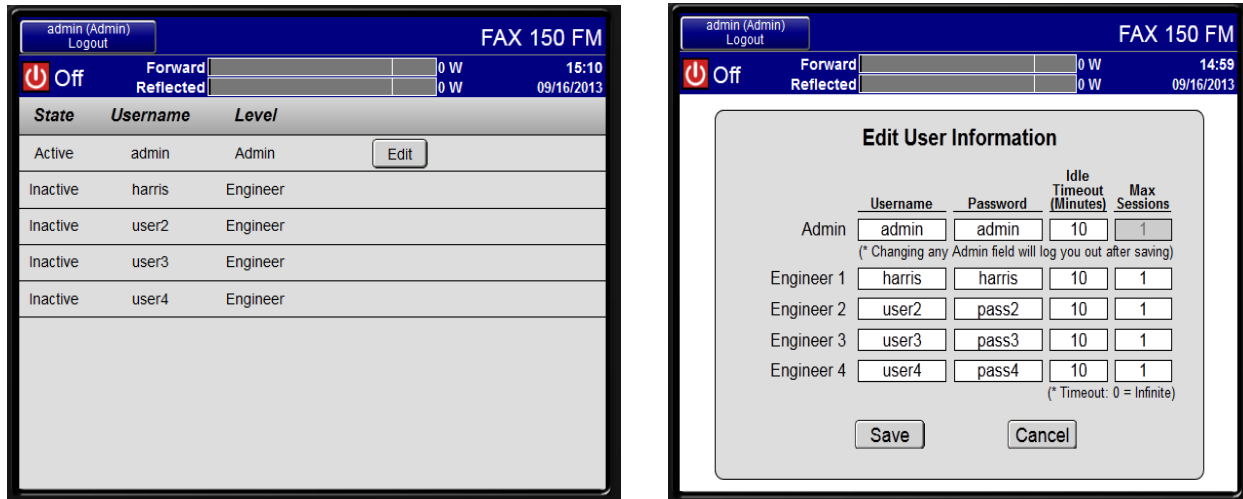 admin (Admin)
Logout
FAX 150 FM
Off
Forward 0 W 15:10
Reflected 0 W 09/16/2013
State Username Level
Active admin Admin Edit
Inactive harris Engineer
Inactive user2 Engineer
Inactive user3 Engineer
Inactive user4 Engineer
admin (Admin)
Logout
FAX 150 FM
Off
Forward 0 W 14:59
Reflected 0 W 09/16/2013
Edit User Information
Idle
Timeout Max
Username Password (Minutes) Sessions
Admin admin admin 10 1
(* Changing any Admin field will log you out after saving)
Engineer 1 harris harris 10 1
Engineer 2 user2 pass2 10 1
Engineer 3 user3 pass3 10 1
Engineer 4 user4 pass4 10 1
(* Timeout: 0 = Infinite)
Save Cancel